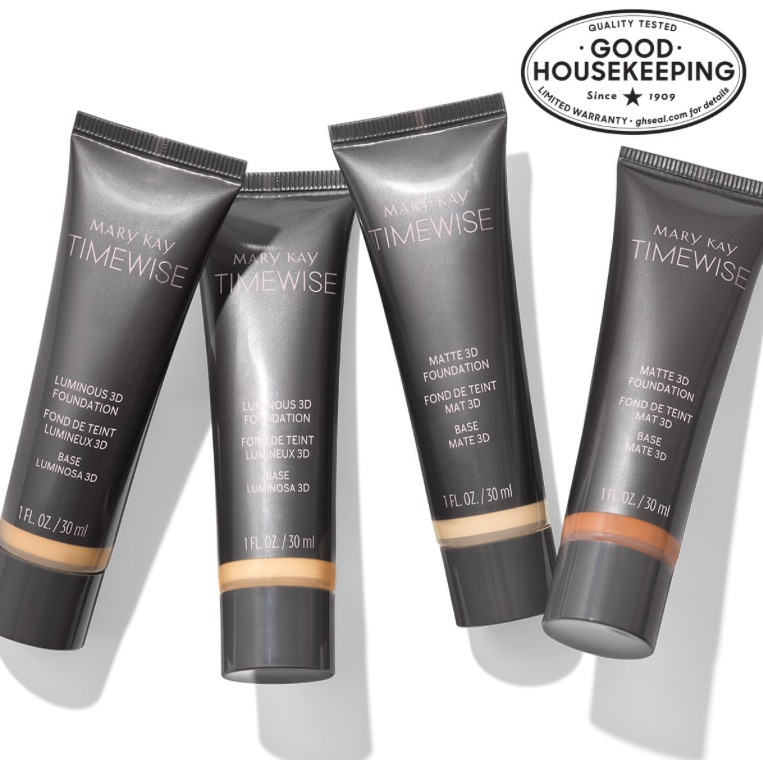 QUALITY TESTED
· GOOD ·
HOUSEKEEPING
Since ★ 1909
LIMITED WARRANTY • ghseal.com for details
MARY KAY
TIMEWISE
LUMINOUS 3D
FOUNDATION
FOND DE TEINT
LUMINEUX 3D
BASE
LUMINOSA 3D
1 FL. OZ. / 30 ml
MARY KAY
TIMEWISE
LUMINOUS 3D
FOUNDATION
FOND DE TEINT
LUMINEUX 3D
BASE
LUMINOSA 3D
1 FL. OZ. / 30 ml
MARY KAY
TIMEWISE
MATTE 3D
FOUNDATION
FOND DE TEINT
MAT 3D
BASE
MATE 3D
1 FL. OZ. / 30 ml
MARY KAY
TIMEWISE
MATTE 3D
FOUNDATION
FOND DE TEINT
MAT 3D
BASE
MATE 3D
1 FL. OZ. / 30 ml